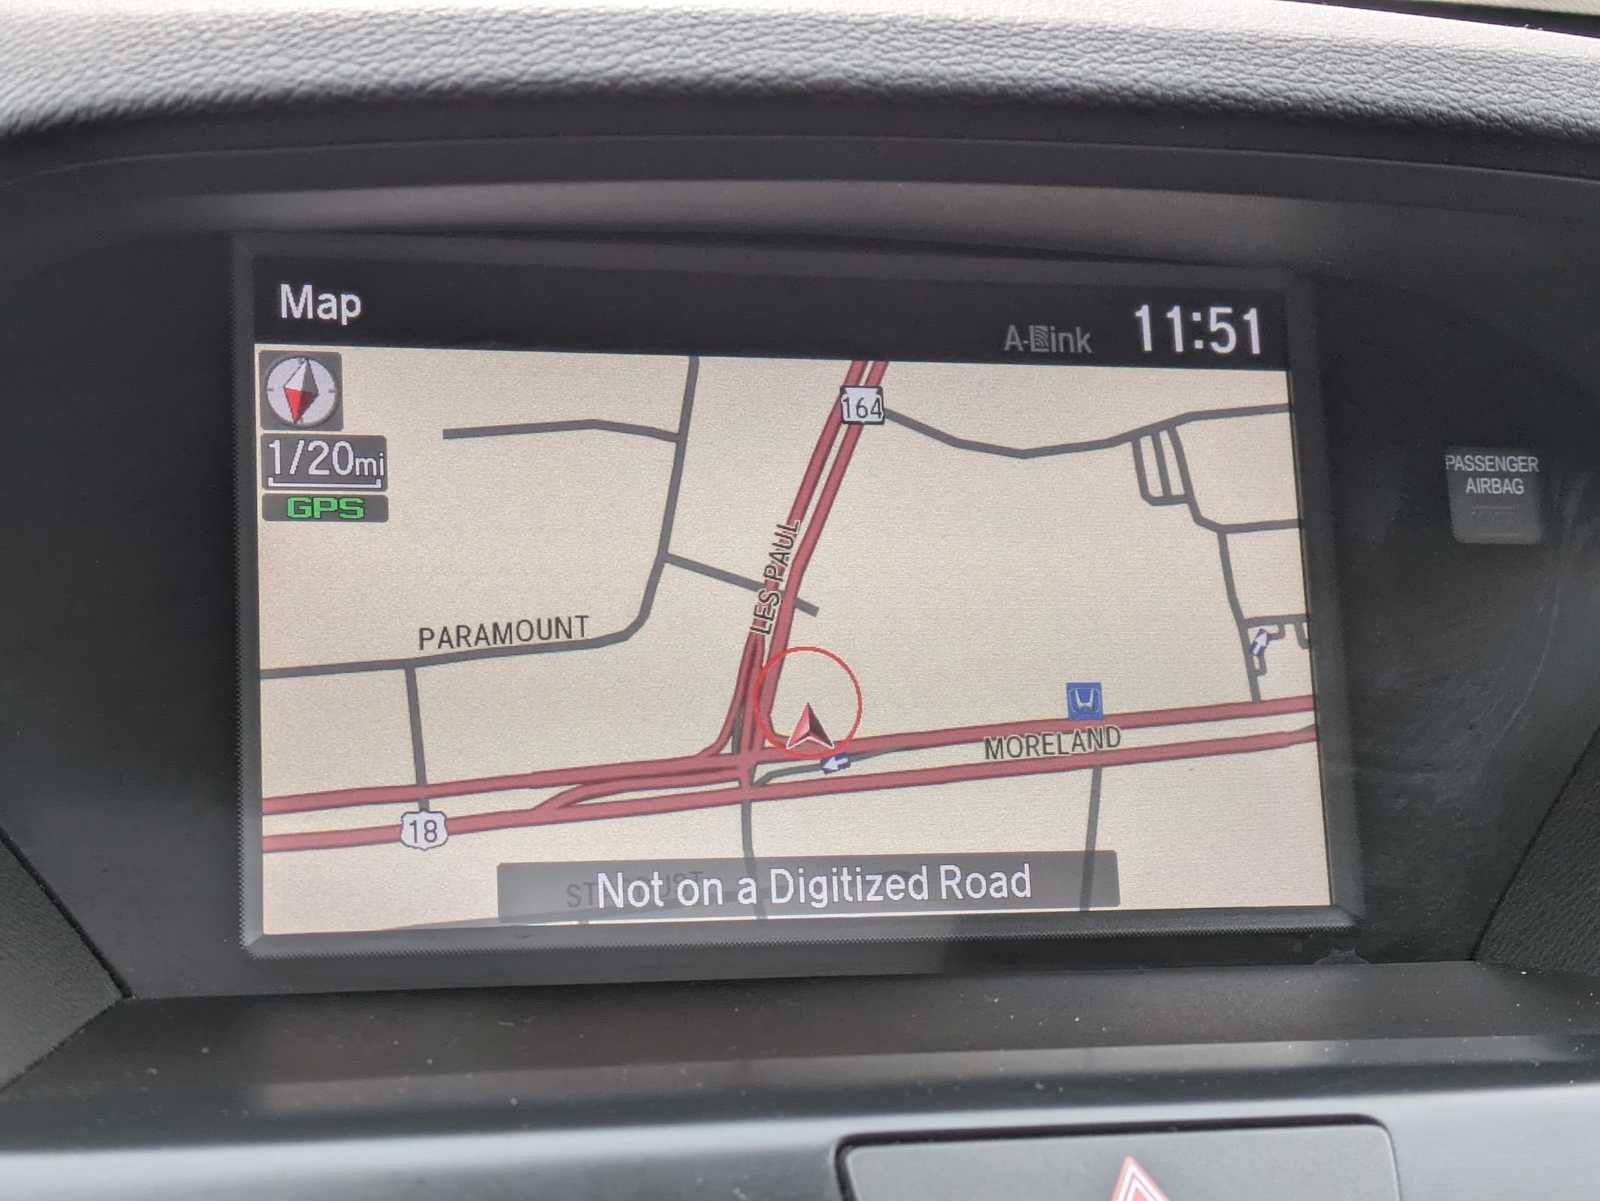 Map
A-Link
11:51
164
1/20mi
GPS
PASSENGER
AIRBAG
LES PAUL
PARAMOUNT
MORELAND
18
Not on a Digitized Road